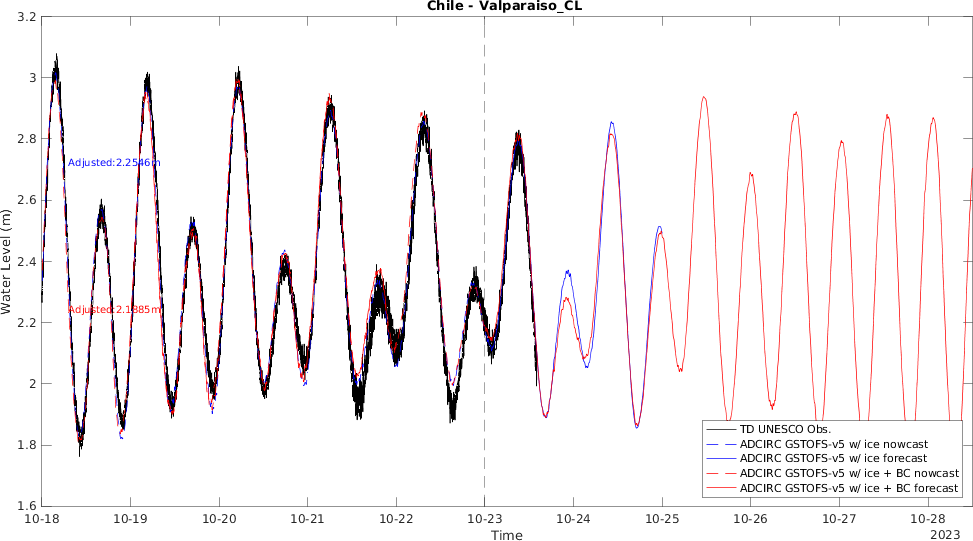 Chile - Valparaiso_CL
3.2
3
2.8
2.6
2.4
2.2
2
1.8
1.6
Water Level (m)
Adjusted:2.2546m
Adjusted:2.1885m
TD UNESCO Obs.
ADCIRC GSTOFS-v5 w/ ice nowcast
ADCIRC GSTOFS-v5 w/ ice forecast
ADCIRC GSTOFS-v5 w/ ice + BC nowcast
ADCIRC GSTOFS-v5 w/ ice + BC forecast
10-18 10-19 10-20 10-21 10-22 10-23 10-24 10-25 10-26 10-27 10-28
Time
2023